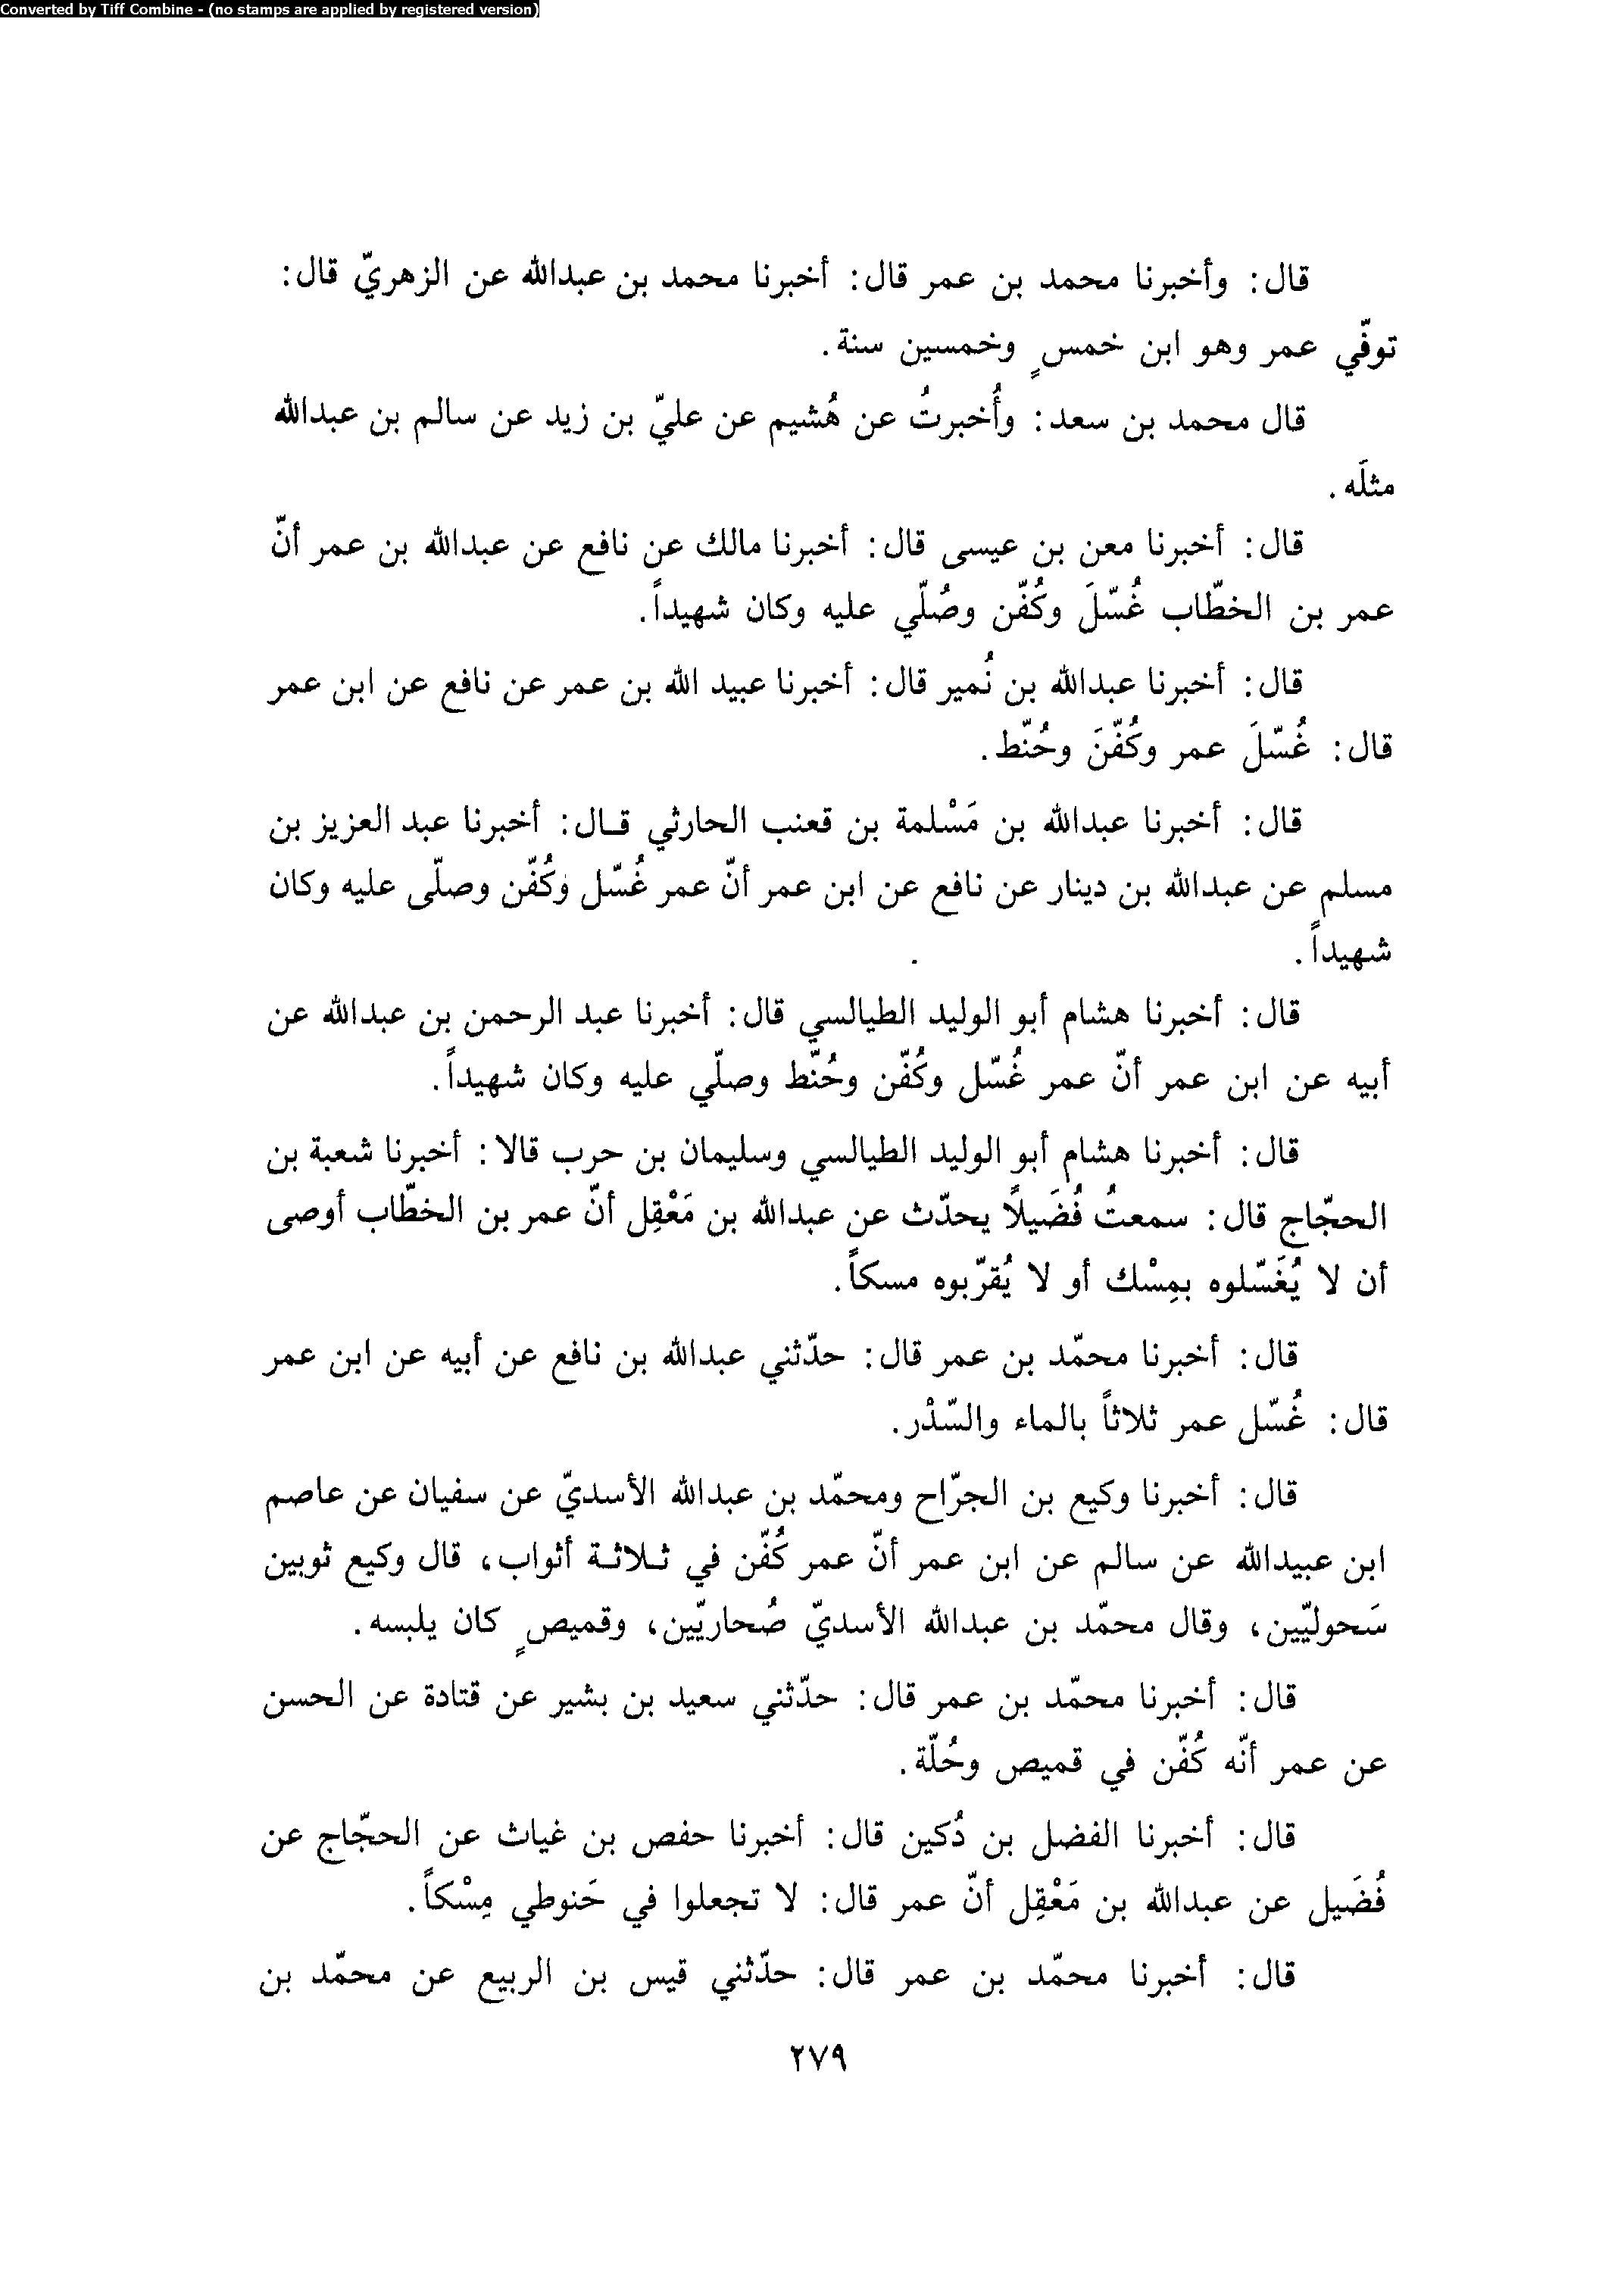 Converted by Tiff Combine - (no stamps are applied by registered version)
قال: وأخبرنا محمد بن عمر قال: أخبرنا محمد بن عبدالله عن الزهريّ قال:
توفّي عمر وهو ابن خمسٍ وخمسين سنة.
قال محمد بن سعد: وأُخبرتُ عن هُشيم عن عليّ بن زيد عن سالم بن عبدالله
مثلَه.
قال: أخبرنا معن بن عيسى قال: أخبرنا مالك عن نافع عن عبدالله بن عمر أنّ
عمر بن الخطّاب غُسّلَ وكُفّن وصُلّي عليه وكان شهيداً.
قال: أخبرنا عبدالله بن نُمير قال: أخبرنا عبيد الله بن عمر عن نافع عن ابن عمر
قال: غُسّلَ عمر وكُفّنَ وحُنّط.
قال: أخبرنا عبدالله بن مَسْلمة بن قعنب الحارثي قـال: أخبرنا عبد العزيز بن
مسلم عن عبدالله بن دينار عن نافع عن ابن عمر أنّ عمر غُسّل وكُفّن وصلّى عليه وكان
شهيداً.
قال: أخبرنا هشام أبو الوليد الطيالسي قال: أخبرنا عبد الرحمن بن عبدالله عن
أبيه عن ابن عمر أنّ عمر غُسّل وكُفّن وحُنّط وصلّي عليه وكان شهيداً.
قال: أخبرنا هشام أبو الوليد الطيالسي وسليمان بن حرب قالا: أخبرنا شعبة بن
الحجّاج قال: سمعتُ فُضَيلًا يحدّث عن عبدالله بن مَعْقِل أنّ عمر بن الخطّاب أوصى
أن لا يُغَسّلوه بمِسْك أو لا يُقرّبوه مسكاً.
قال: أخبرنا محمّد بن عمر قال: حدّثني عبدالله بن نافع عن أبيه عن ابن عمر
قال: غُسّل عمر ثلاثاً بالماء والسّدْر.
قال: أخبرنا وكيع بن الجرّاح ومحمّد بن عبدالله الأسديّ عن سفيان عن عاصم
ابن عبيدالله عن سالم عن ابن عمر أنّ عمر كُفّن في ثـلاثـة أثواب، قال وكيع ثوبين
سَحوليّين، وقال محمّد بن عبدالله الأسديّ صُحاريّين، وقميصٍ كان يلبسه.
قال: أخبرنا محمّد بن عمر قال: حدّثني سعيد بن بشير عن قتادة عن الحسن
عن عمر أنّه كُفّن في قميص وحُلّة.
قال: أخبرنا الفضل بن دُكين قال: أخبرنا حفص بن غياث عن الحجّاج عن
فُضَيل عن عبدالله بن مَعْقِل أنّ عمر قال: لا تجعلوا في حَنوطي مِسْكاً.
قال: أخبرنا محمّد بن عمر قال: حدّثني قيس بن الربيع عن محمّد بن
٢٧٩